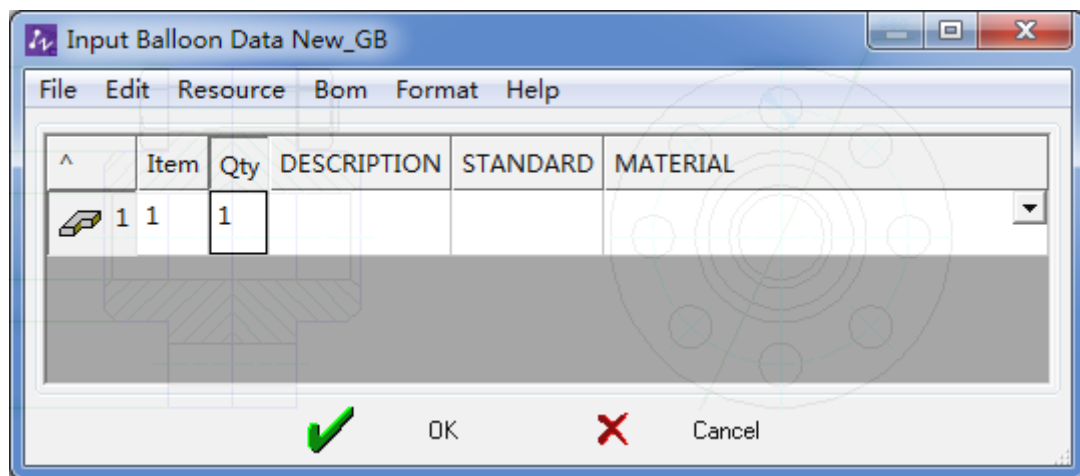 Input Balloon Data New_GB
File Edit Resource Bom Format Help
^ Item Qty DESCRIPTION STANDARD MATERIAL
1 1 1
OK Cancel